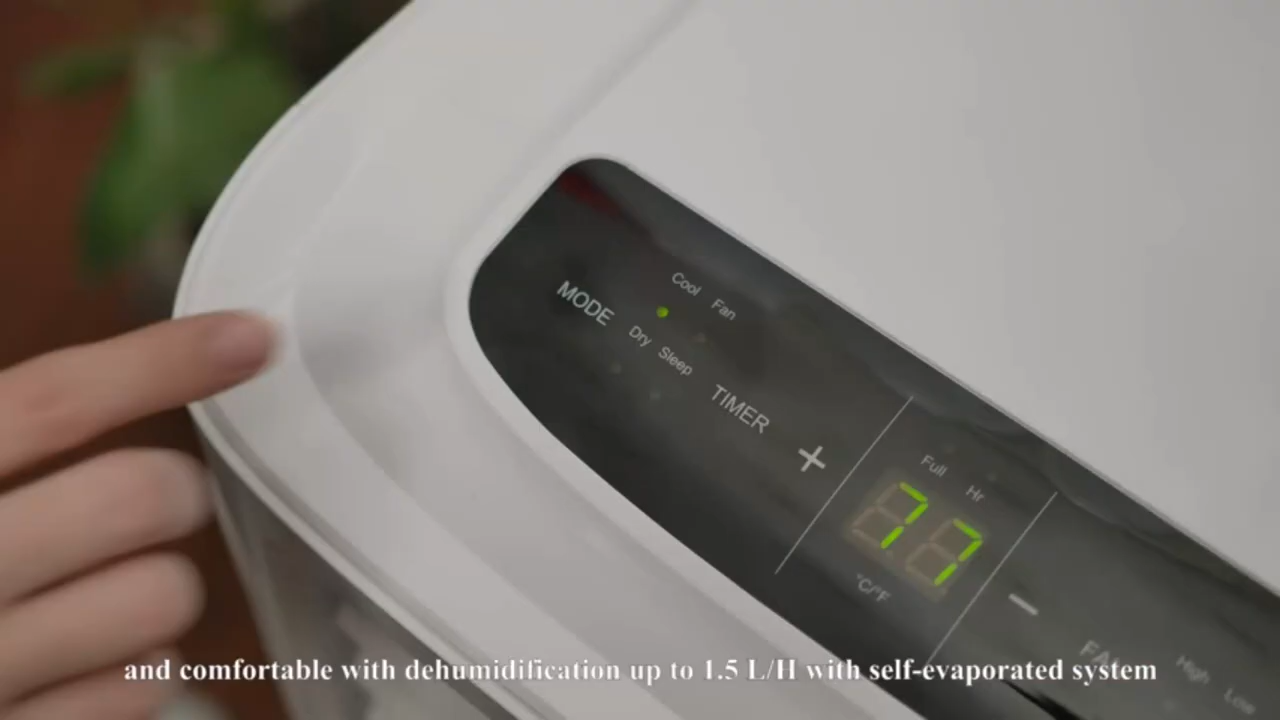 Cool Fan
MODE
Dry Sleep
TIMER
+
Full Hr
77
°C/°F
−
High
Low
and comfortable with dehumidification up to 1.5 L/H with self-evaporated system